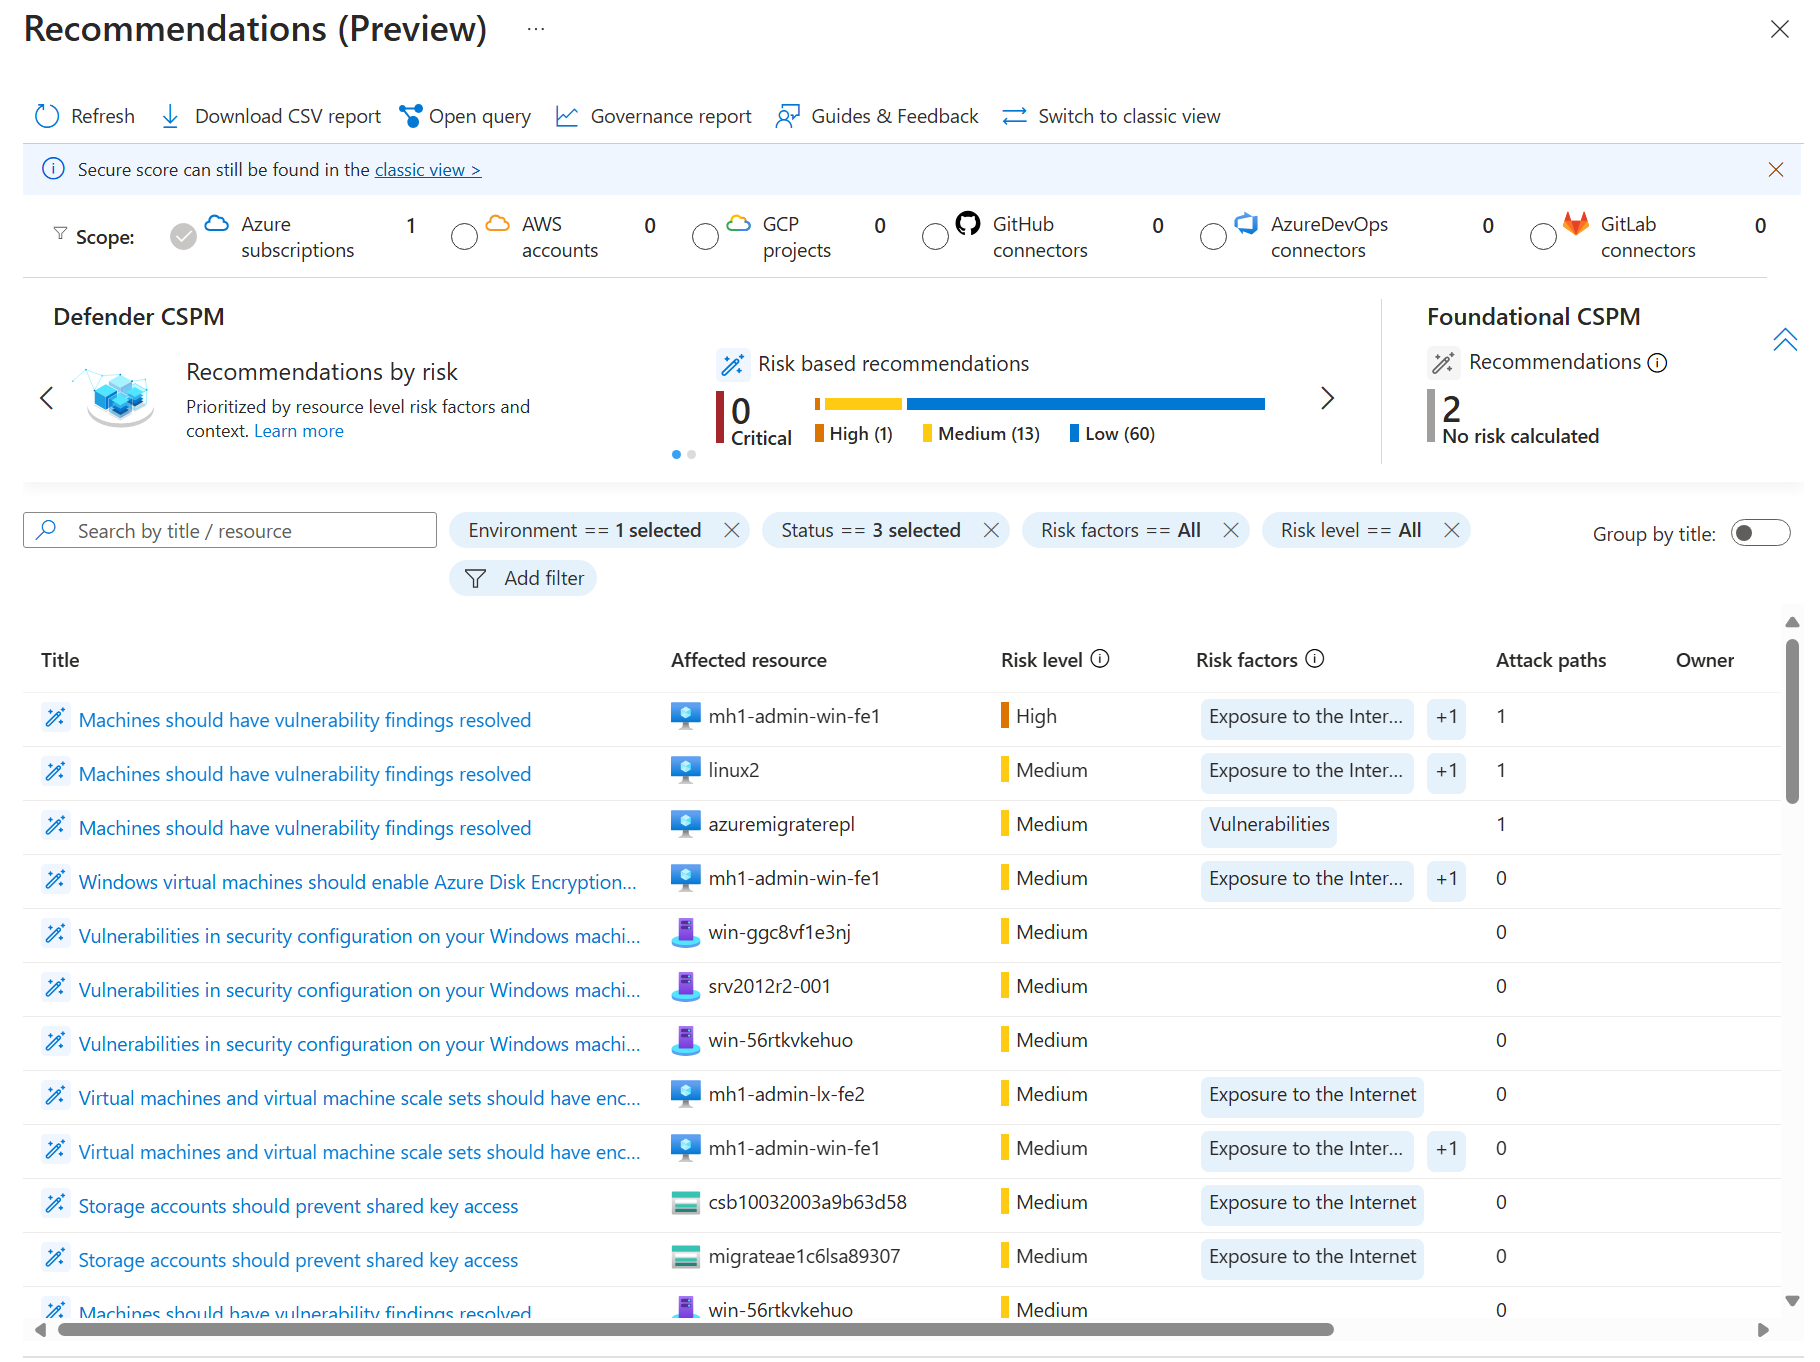 Recommendations (Preview) ...
Refresh Download CSV report Open query Governance report Guides & Feedback Switch to classic view
Secure score can still be found in the classic view >
Scope: Azure subscriptions 1 AWS accounts 0 GCP projects 0 GitHub connectors 0 AzureDevOps connectors 0 GitLab connectors 0
Defender CSPM
Recommendations by risk
Prioritized by resource level risk factors and
context. Learn more
Risk based recommendations
0 Critical
High (1) Medium (13) Low (60)
Foundational CSPM
Recommendations
2
No risk calculated
Search by title / resource
Environment == 1 selected Status == 3 selected Risk factors == All Risk level == All
Add filter
Group by title:
Title Affected resource Risk level Risk factors Attack paths Owner
Machines should have vulnerability findings resolved mh1-admin-win-fe1 High Exposure to the Inter... +1 1
Machines should have vulnerability findings resolved linux2 Medium Exposure to the Inter... +1 1
Machines should have vulnerability findings resolved azuremigraterepl Medium Vulnerabilities 1
Windows virtual machines should enable Azure Disk Encryption... mh1-admin-win-fe1 Medium Exposure to the Inter... +1 0
Vulnerabilities in security configuration on your Windows machi... win-ggc8vf1e3nj Medium 0
Vulnerabilities in security configuration on your Windows machi... srv2012r2-001 Medium 0
Vulnerabilities in security configuration on your Windows machi... win-56rtkvkehuo Medium 0
Virtual machines and virtual machine scale sets should have enc... mh1-admin-lx-fe2 Medium Exposure to the Internet 0
Virtual machines and virtual machine scale sets should have enc... mh1-admin-win-fe1 Medium Exposure to the Inter... +1 0
Storage accounts should prevent shared key access csb10032003a9b63d58 Medium Exposure to the Internet 0
Storage accounts should prevent shared key access migrateae1c6lsa89307 Medium Exposure to the Internet 0
Machines should have vulnerability findings resolved win-56rtkvkehuo Medium 0